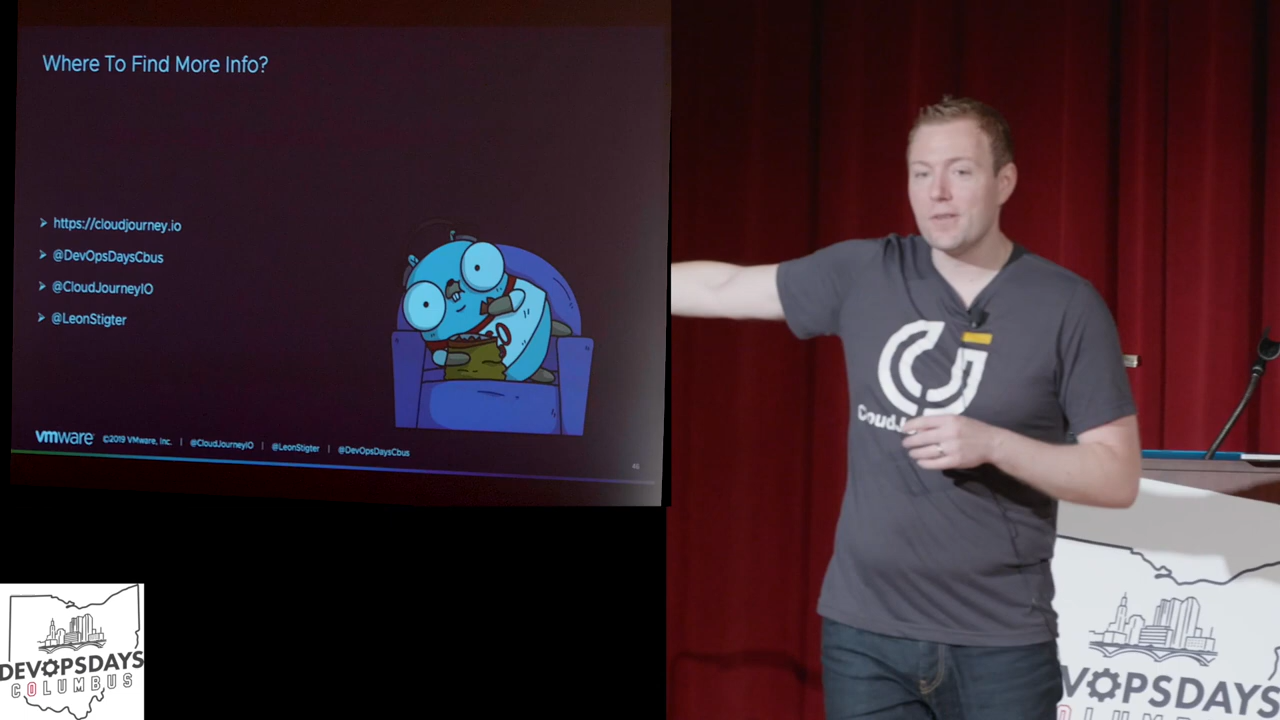 Where To Find More Info?
https://cloudjourney.io
@DevOpsDaysCbus
@CloudJourneyIO
@LeonStigter
vmware ©2019 VMware, Inc. | @CloudJourneyIO | @LeonStigter | @DevOpsDaysCbus
DEVOPSDAYS
COLUMBUS
CloudJ
VOPSDAYS